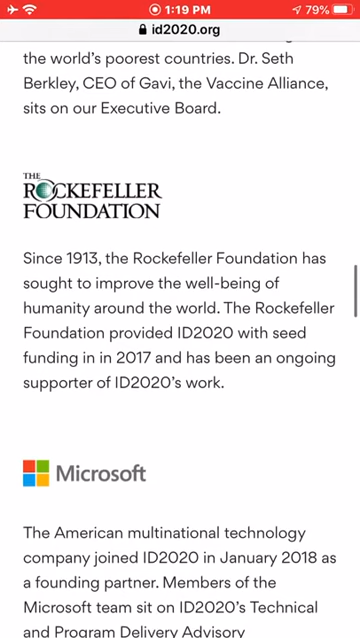 1:19 PM
79%
id2020.org
the world's poorest countries. Dr. Seth
Berkley, CEO of Gavi, the Vaccine Alliance,
sits on our Executive Board.
THE
ROCKEFELLER
FOUNDATION
Since 1913, the Rockefeller Foundation has
sought to improve the well-being of
humanity around the world. The Rockefeller
Foundation provided ID2020 with seed
funding in in 2017 and has been an ongoing
supporter of ID2020's work.
Microsoft
The American multinational technology
company joined ID2020 in January 2018 as
a founding partner. Members of the
Microsoft team sit on ID2020's Technical
and Program Delivery Advisory